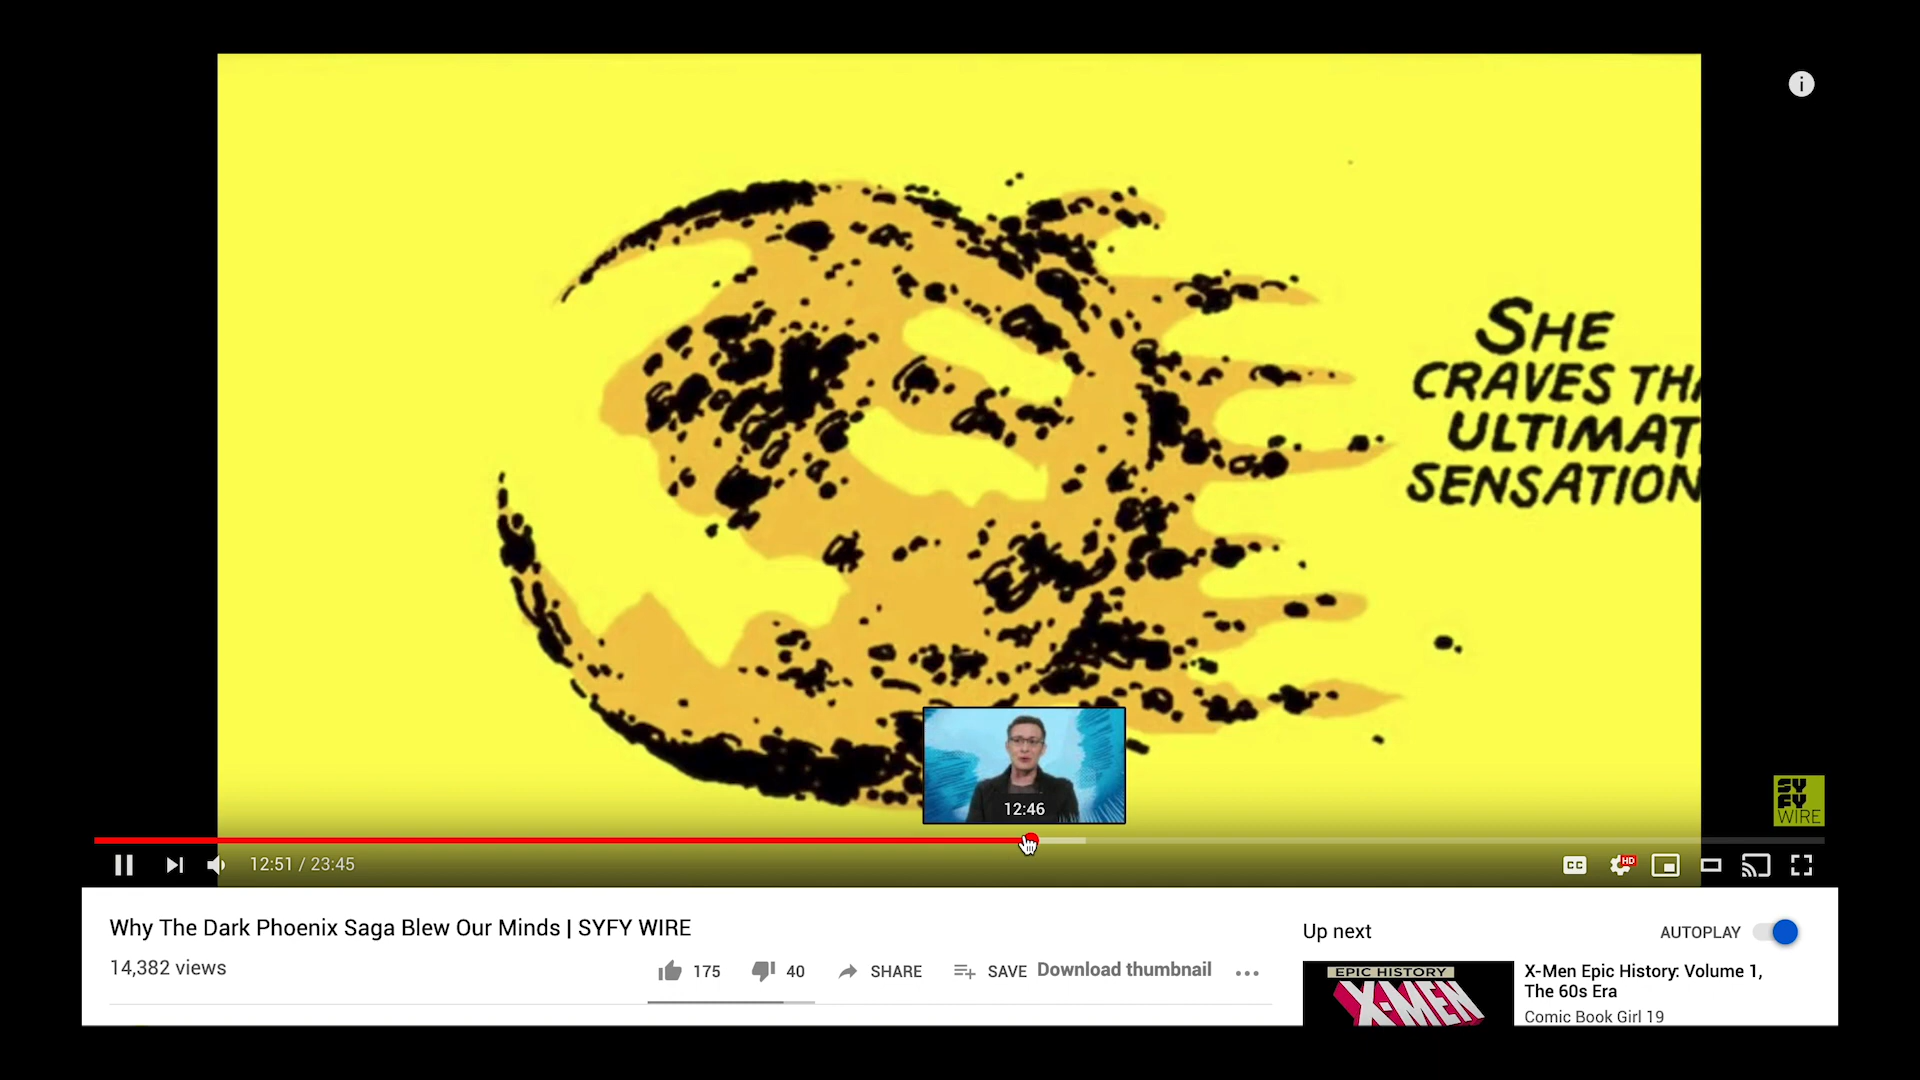 i
SHE
CRAVES TH
ULTIMAT
SENSATION
12:46
SYFY
WIRE
12:51 / 23:45
CC
HD
Why The Dark Phoenix Saga Blew Our Minds | SYFY WIRE
14,382 views
175
40
SHARE
SAVE
Download thumbnail
Up next
AUTOPLAY
EPIC HISTORY
X-MEN
X-Men Epic History: Volume 1,
The 60s Era
Comic Book Girl 19